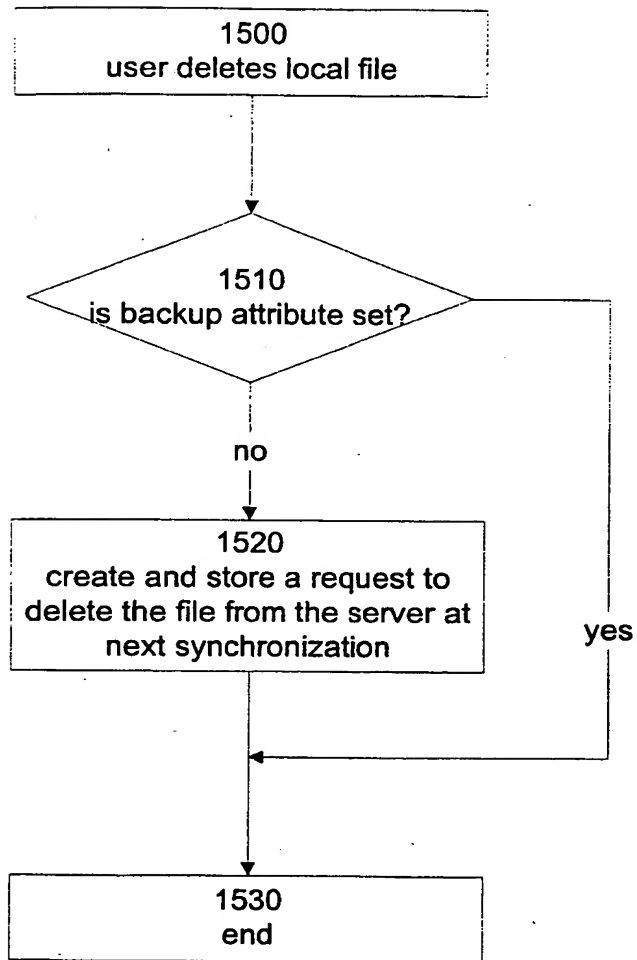 1500
user deletes local file
1510
is backup attribute set?
no
1520
create and store a request to
delete the file from the server at
next synchronization
yes
1530
end